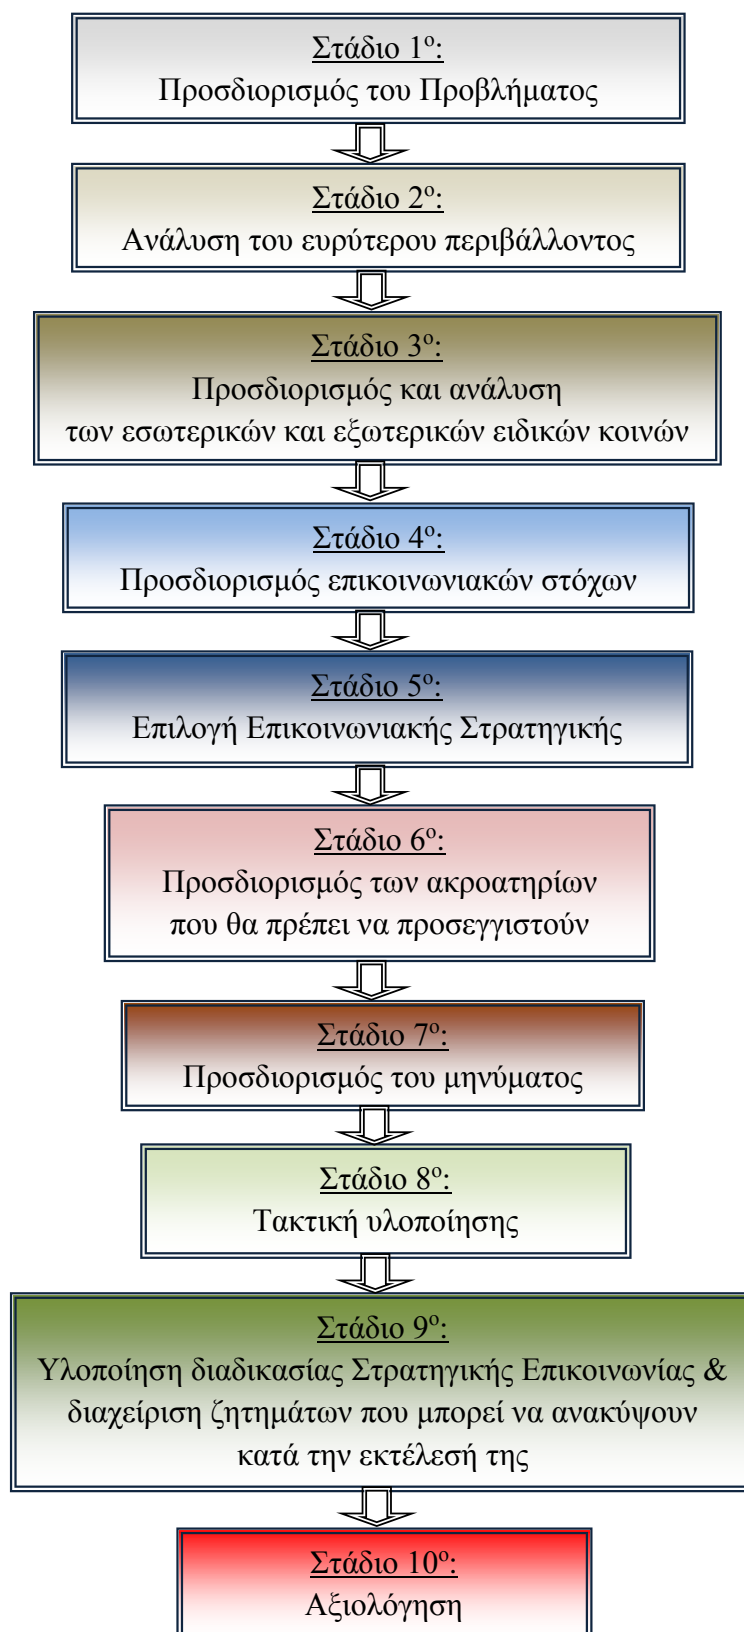 Στάδιο 1ο:
Προσδιορισμός του Προβλήματος
Στάδιο 2ο:
Ανάλυση του ευρύτερου περιβάλλοντος
Στάδιο 3ο:
Προσδιορισμός και ανάλυση
των εσωτερικών και εξωτερικών ειδικών κοινών
Στάδιο 4ο:
Προσδιορισμός επικοινωνιακών στόχων
Στάδιο 5ο:
Επιλογή Επικοινωνιακής Στρατηγικής
Στάδιο 6ο:
Προσδιορισμός των ακροατηρίων
που θα πρέπει να προσεγγιστούν
Στάδιο 7ο:
Προσδιορισμός του μηνύματος
Στάδιο 8ο:
Τακτική υλοποίησης
Στάδιο 9ο:
Υλοποίηση διαδικασίας Στρατηγικής Επικοινωνίας &
διαχείριση ζητημάτων που μπορεί να ανακύψουν
κατά την εκτέλεσή της
Στάδιο 10ο:
Αξιολόγηση